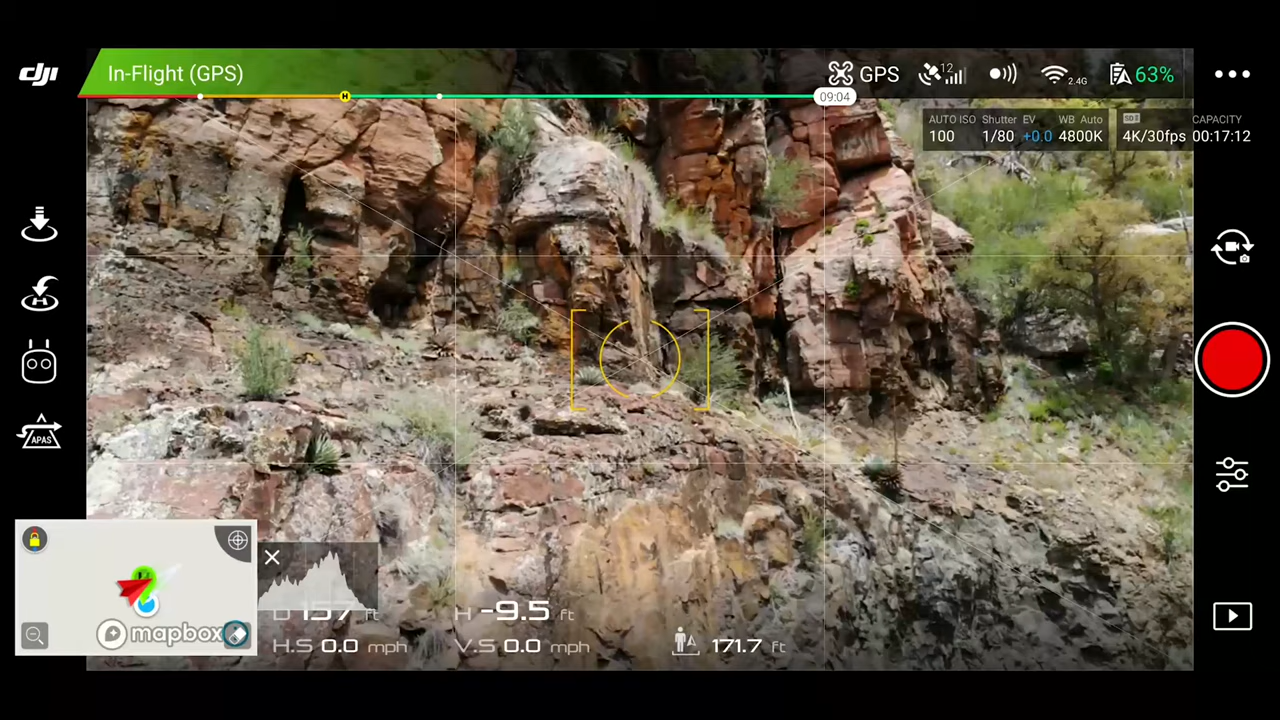 dji
In-Flight (GPS)
GPS
12
2.4G
63%
H
09:04
AUTO ISO
100
Shutter
1/80
EV
+0.0
WB Auto
4800K
SD
4K/30fps
CAPACITY
00:17:12
H
APAS
mapbox
D 157 ft
H -9.5 ft
H.S 0.0 mph
V.S 0.0 mph
171.7 ft